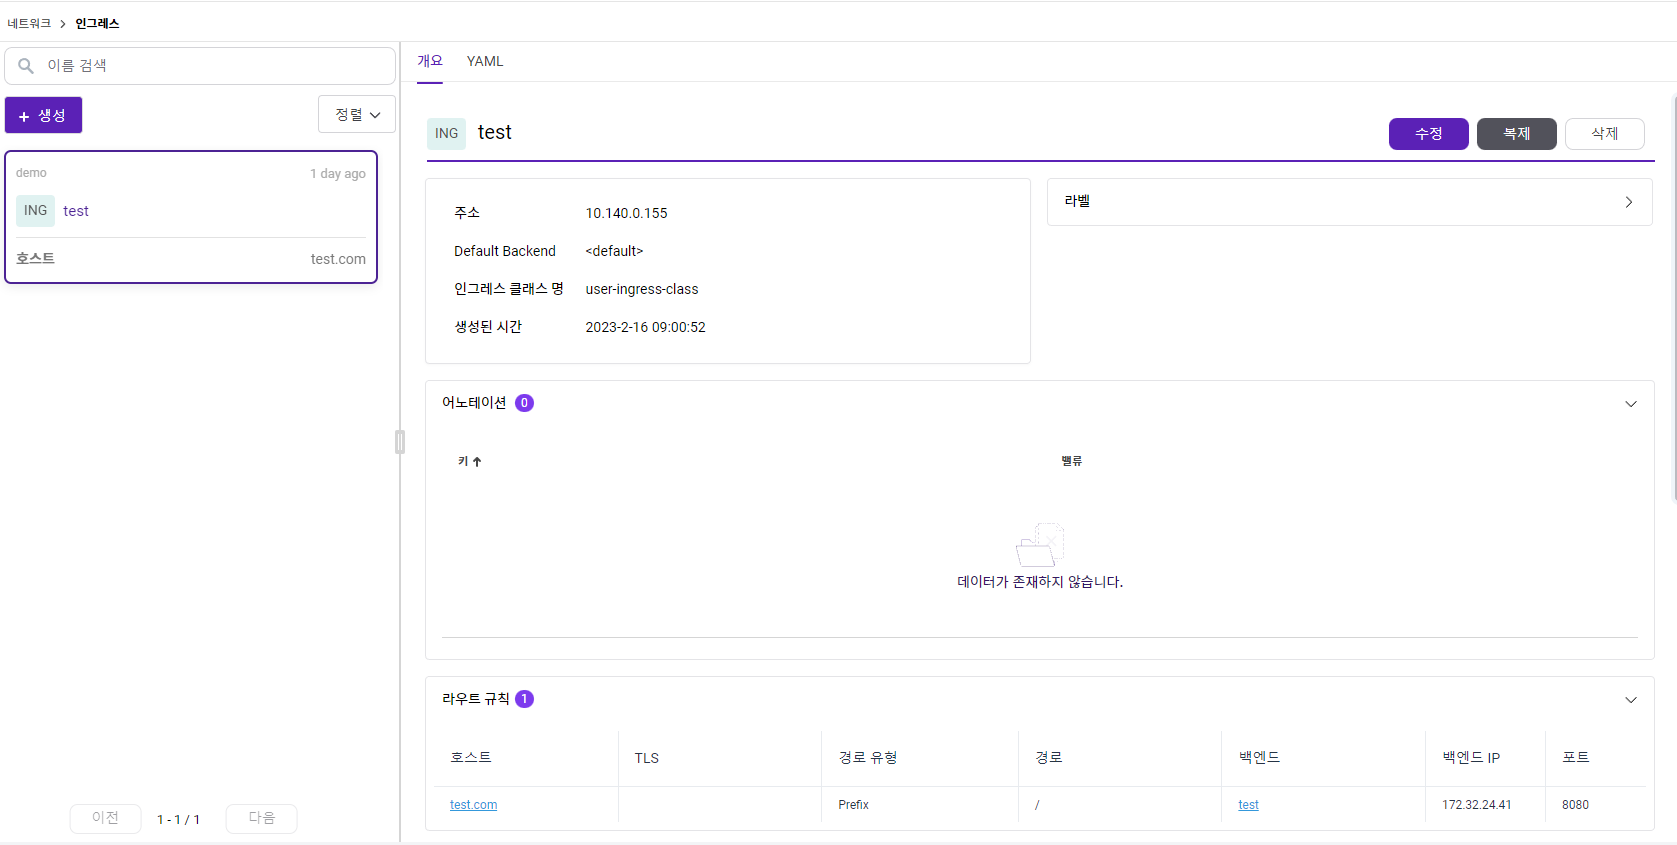 네트워크 > 인그레스
이름 검색
+ 생성
정렬
demo 1 day ago
ING test
호스트 test.com
이전 1 - 1 / 1 다음
개요 YAML
ING test
수정 복제 삭제
주소 10.140.0.155
Default Backend <default>
인그레스 클래스 명 user-ingress-class
생성된 시간 2023-2-16 09:00:52
라벨
어노테이션 0
키 밸류
데이터가 존재하지 않습니다.
라우트 규칙 1
호스트 TLS 경로 유형 경로 백엔드 백엔드 IP 포트
test.com Prefix / test 172.32.24.41 8080